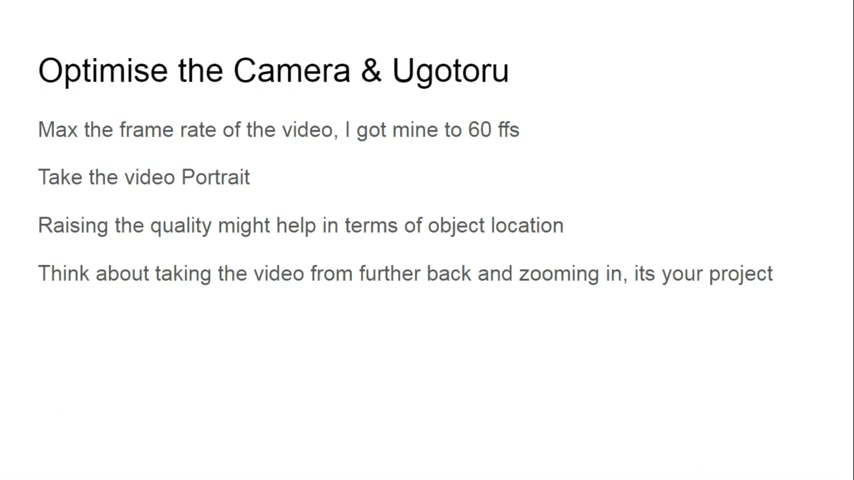 Optimise the Camera & Ugotoru
Max the frame rate of the video, I got mine to 60 ffs
Take the video Portrait
Raising the quality might help in terms of object location
Think about taking the video from further back and zooming in, its your project